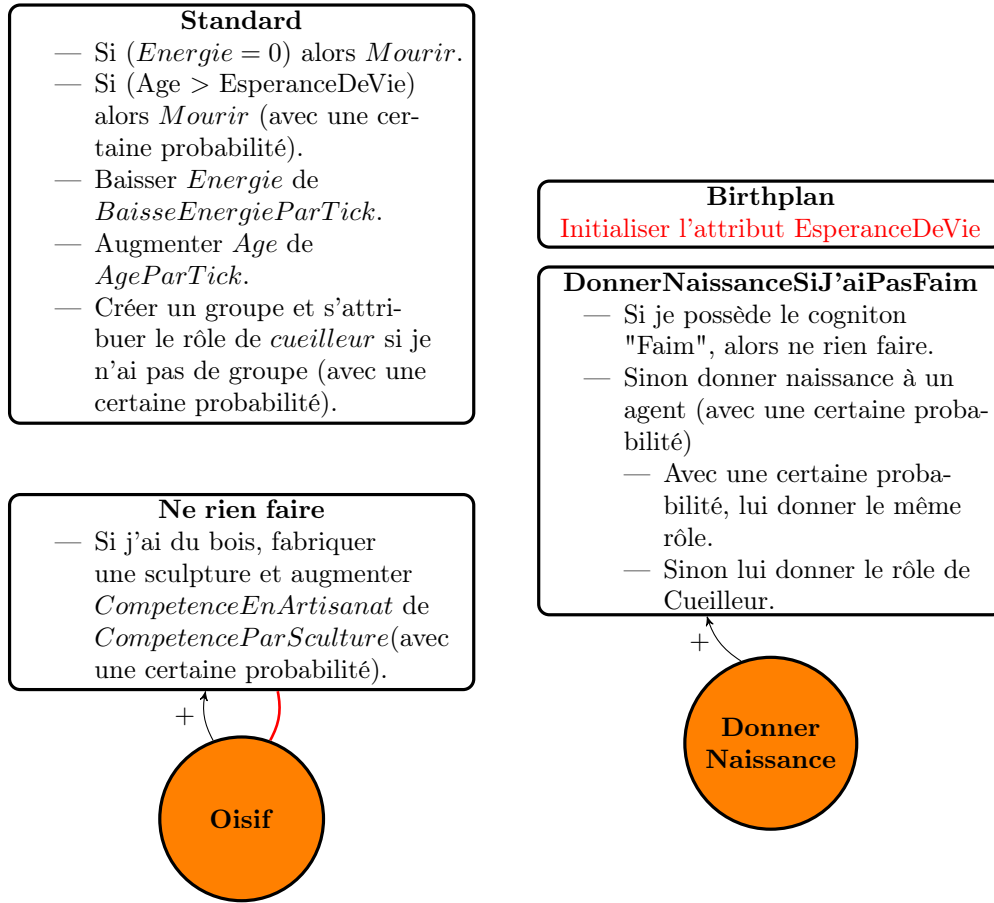 Standard
— Si (Energie = 0) alors Mourir.
— Si (Age > EsperanceDeVie)
alors Mourir (avec une cer-
taine probabilité).
— Baisser Energie de
BaisseEnergieParTick.
— Augmenter Age de
AgeParTick.
— Créer un groupe et s'attri-
buer le rôle de cueilleur si je
n'ai pas de groupe (avec une
certaine probabilité).
Ne rien faire
— Si j'ai du bois, fabriquer
une sculpture et augmenter
CompetenceEnArtisanat de
CompetenceParSculture(avec
une certaine probabilité).
+
Oisif
Birthplan
Initialiser l'attribut EsperanceDeVie
DonnerNaissanceSiJ'aiPasFaim
— Si je possède le cogniton
"Faim", alors ne rien faire.
— Sinon donner naissance à un
agent (avec une certaine proba-
bilité)
— Avec une certaine proba-
bilité, lui donner le même
rôle.
— Sinon lui donner le rôle de
Cueilleur.
+
Donner
Naissance